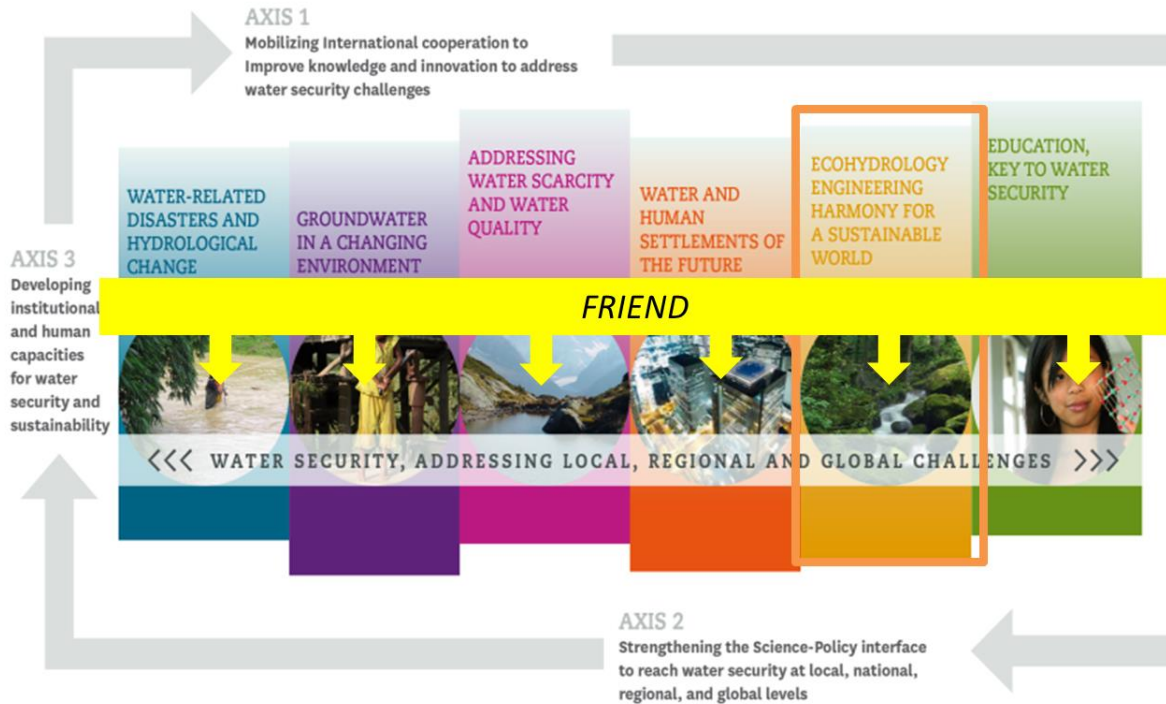 AXIS 1
Mobilizing International cooperation to
Improve knowledge and innovation to address
water security challenges
WATER-RELATED
DISASTERS AND
HYDROLOGICAL
CHANGE
GROUNDWATER
IN A CHANGING
ENVIRONMENT
ADDRESSING
WATER SCARCITY
AND WATER
QUALITY
WATER AND
HUMAN
SETTLEMENTS OF
THE FUTURE
ECOHYDROLOGY
ENGINEERING
HARMONY FOR
A SUSTAINABLE
WORLD
EDUCATION,
KEY TO WATER
SECURITY
AXIS 3
Developing
institutional
and human
capacities
for water
security and
sustainability
FRIEND
<<< WATER SECURITY, ADDRESSING LOCAL, REGIONAL AND GLOBAL CHALLENGES >>>
AXIS 2
Strengthening the Science-Policy interface
to reach water security at local, national,
regional, and global levels